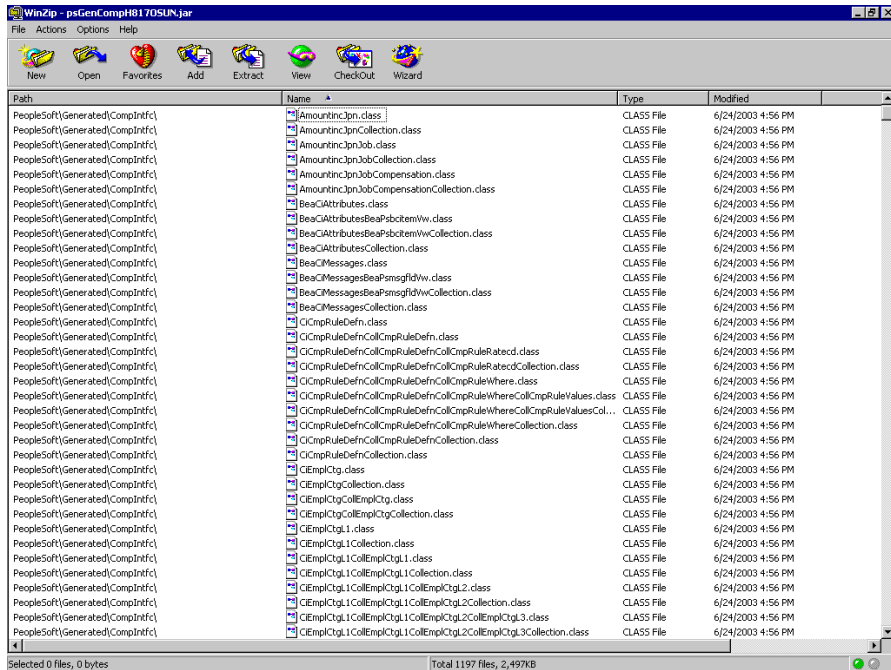 WinZip - psGenCompH817OSUN.jar
File Actions Options Help
New Open Favorites Add Extract View CheckOut Wizard
Path Name Type Modified
PeopleSoft\Generated\CompIntfc\ AmountincJpn.class CLASS File 6/24/2003 4:56 PM
PeopleSoft\Generated\CompIntfc\ AmountincJpnCollection.class CLASS File 6/24/2003 4:56 PM
PeopleSoft\Generated\CompIntfc\ AmountincJpnJob.class CLASS File 6/24/2003 4:56 PM
PeopleSoft\Generated\CompIntfc\ AmountincJpnJobCollection.class CLASS File 6/24/2003 4:56 PM
PeopleSoft\Generated\CompIntfc\ AmountincJpnJobCompensation.class CLASS File 6/24/2003 4:56 PM
PeopleSoft\Generated\CompIntfc\ AmountincJpnJobCompensationCollection.class CLASS File 6/24/2003 4:56 PM
PeopleSoft\Generated\CompIntfc\ BeaCiAttributes.class CLASS File 6/24/2003 4:56 PM
PeopleSoft\Generated\CompIntfc\ BeaCiAttributesBeaPsbcitemVw.class CLASS File 6/24/2003 4:56 PM
PeopleSoft\Generated\CompIntfc\ BeaCiAttributesBeaPsbcitemVwCollection.class CLASS File 6/24/2003 4:56 PM
PeopleSoft\Generated\CompIntfc\ BeaCiAttributesCollection.class CLASS File 6/24/2003 4:56 PM
PeopleSoft\Generated\CompIntfc\ BeaCiMessages.class CLASS File 6/24/2003 4:56 PM
PeopleSoft\Generated\CompIntfc\ BeaCiMessagesBeaPsmsgfldVw.class CLASS File 6/24/2003 4:56 PM
PeopleSoft\Generated\CompIntfc\ BeaCiMessagesBeaPsmsgfldVwCollection.class CLASS File 6/24/2003 4:56 PM
PeopleSoft\Generated\CompIntfc\ BeaCiMessagesCollection.class CLASS File 6/24/2003 4:56 PM
PeopleSoft\Generated\CompIntfc\ CiCmpRuleDefn.class CLASS File 6/24/2003 4:56 PM
PeopleSoft\Generated\CompIntfc\ CiCmpRuleDefnCollCmpRuleDefn.class CLASS File 6/24/2003 4:56 PM
PeopleSoft\Generated\CompIntfc\ CiCmpRuleDefnCollCmpRuleDefnCollCmpRuleRatecd.class CLASS File 6/24/2003 4:56 PM
PeopleSoft\Generated\CompIntfc\ CiCmpRuleDefnCollCmpRuleDefnCollCmpRuleRatecdCollection.class CLASS File 6/24/2003 4:56 PM
PeopleSoft\Generated\CompIntfc\ CiCmpRuleDefnCollCmpRuleDefnCollCmpRuleWhere.class CLASS File 6/24/2003 4:56 PM
PeopleSoft\Generated\CompIntfc\ CiCmpRuleDefnCollCmpRuleDefnCollCmpRuleWhereCollCmpRuleValues.class CLASS File 6/24/2003 4:56 PM
PeopleSoft\Generated\CompIntfc\ CiCmpRuleDefnCollCmpRuleDefnCollCmpRuleWhereCollCmpRuleValuesCol... CLASS File 6/24/2003 4:56 PM
PeopleSoft\Generated\CompIntfc\ CiCmpRuleDefnCollCmpRuleDefnCollCmpRuleWhereCollection.class CLASS File 6/24/2003 4:56 PM
PeopleSoft\Generated\CompIntfc\ CiCmpRuleDefnCollCmpRuleDefnCollection.class CLASS File 6/24/2003 4:56 PM
PeopleSoft\Generated\CompIntfc\ CiCmpRuleDefnCollection.class CLASS File 6/24/2003 4:56 PM
PeopleSoft\Generated\CompIntfc\ CiEmplCtg.class CLASS File 6/24/2003 4:56 PM
PeopleSoft\Generated\CompIntfc\ CiEmplCtgCollection.class CLASS File 6/24/2003 4:56 PM
PeopleSoft\Generated\CompIntfc\ CiEmplCtgCollEmplCtg.class CLASS File 6/24/2003 4:56 PM
PeopleSoft\Generated\CompIntfc\ CiEmplCtgCollEmplCtgCollection.class CLASS File 6/24/2003 4:56 PM
PeopleSoft\Generated\CompIntfc\ CiEmplCtgL1.class CLASS File 6/24/2003 4:56 PM
PeopleSoft\Generated\CompIntfc\ CiEmplCtgL1Collection.class CLASS File 6/24/2003 4:56 PM
PeopleSoft\Generated\CompIntfc\ CiEmplCtgL1CollEmplCtgL1.class CLASS File 6/24/2003 4:56 PM
PeopleSoft\Generated\CompIntfc\ CiEmplCtgL1CollEmplCtgL1Collection.class CLASS File 6/24/2003 4:56 PM
PeopleSoft\Generated\CompIntfc\ CiEmplCtgL1CollEmplCtgL1CollEmplCtgL2.class CLASS File 6/24/2003 4:56 PM
PeopleSoft\Generated\CompIntfc\ CiEmplCtgL1CollEmplCtgL1CollEmplCtgL2Collection.class CLASS File 6/24/2003 4:56 PM
PeopleSoft\Generated\CompIntfc\ CiEmplCtgL1CollEmplCtgL1CollEmplCtgL2CollEmplCtgL3.class CLASS File 6/24/2003 4:56 PM
PeopleSoft\Generated\CompIntfc\ CiEmplCtgL1CollEmplCtgL1CollEmplCtgL2CollEmplCtgL3Collection.class CLASS File 6/24/2003 4:56 PM
Selected 0 files, 0 bytes Total 1197 files, 2,497KB